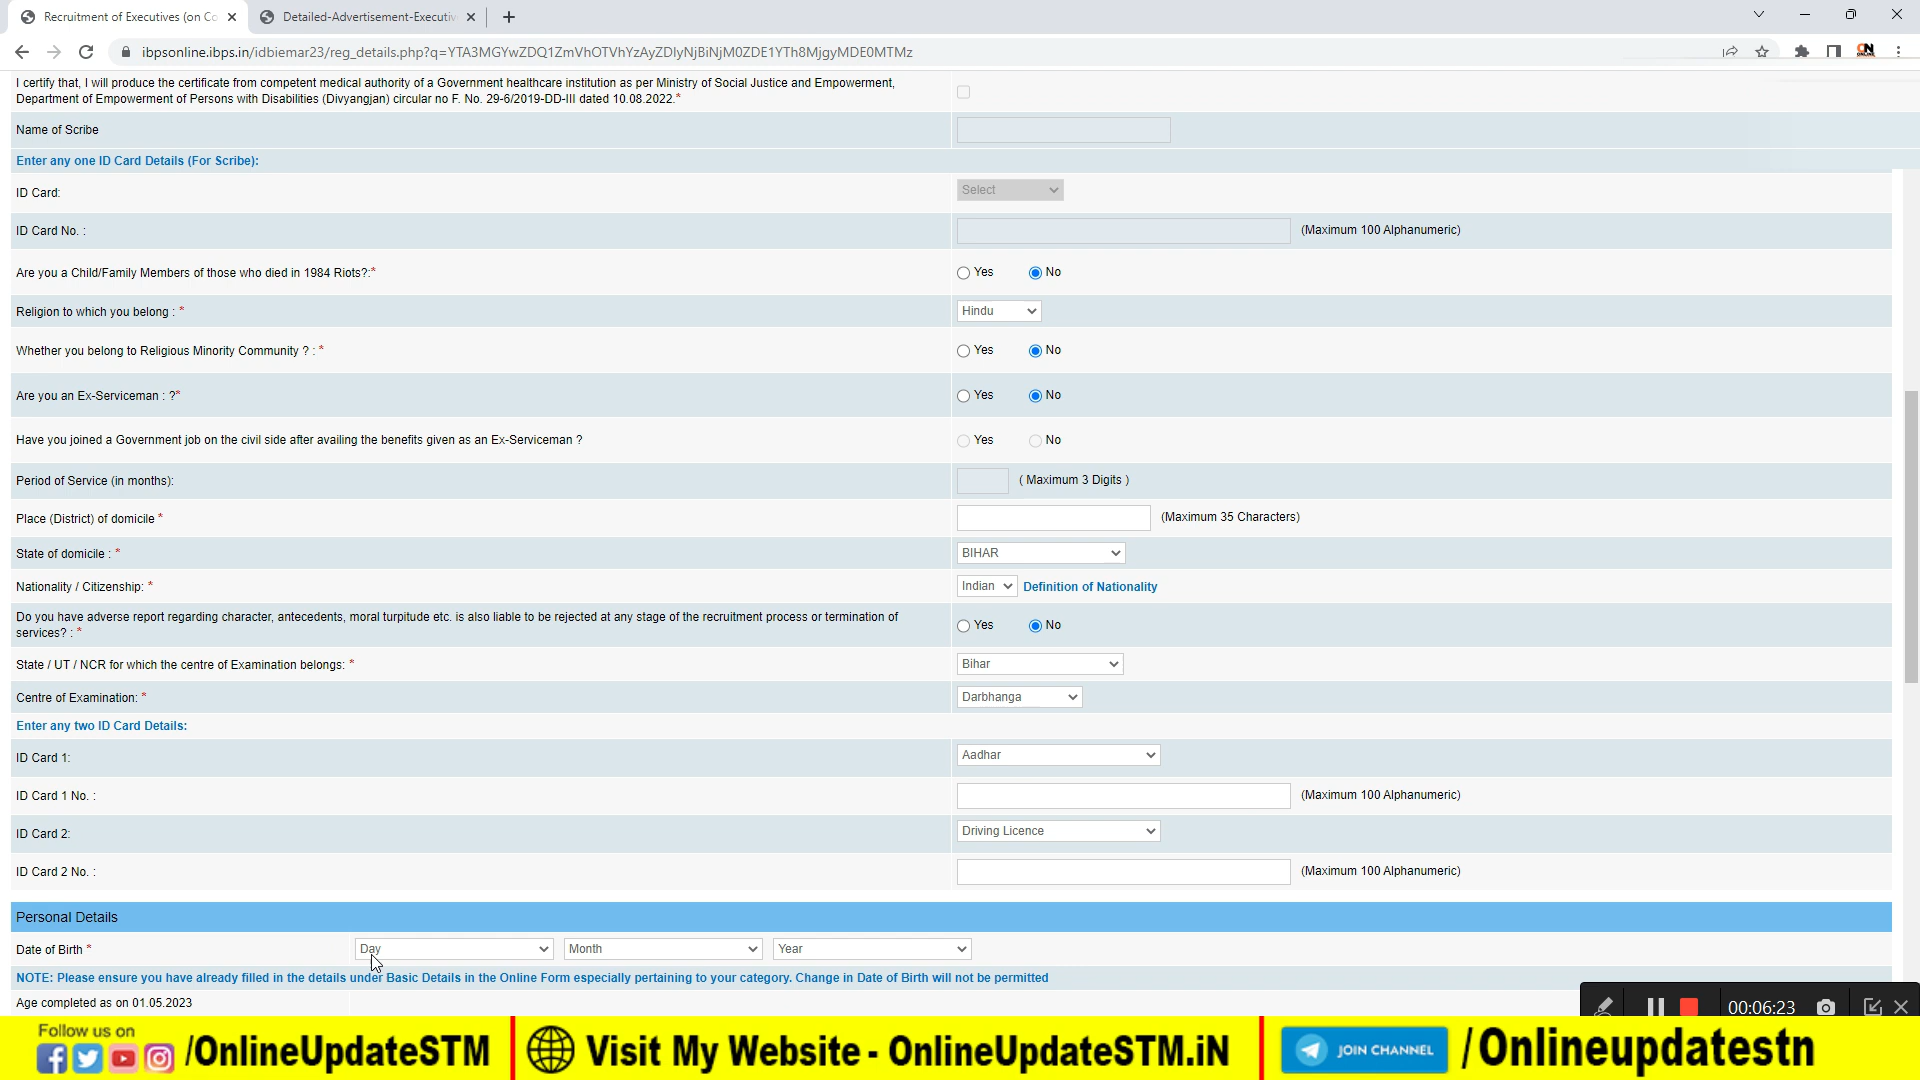 Recruitment of Executives (on Co
Detailed-Advertisement-Executiv
ibpsonline.ibps.in/idbiemar23/reg_details.php?q=YTA3MGYwZDQ1ZmVhOTVhYzAyZDIyNjBiNjM0ZDE1YTh8MjgyMDE0MTMz
I certify that, I will produce the certificate from competent medical authority of a Government healthcare institution as per Ministry of Social Justice and Empowerment,
Department of Empowerment of Persons with Disabilities (Divyangjan) circular no F. No. 29-6/2019-DD-III dated 10.08.2022.*
Name of Scribe
Enter any one ID Card Details (For Scribe):
ID Card: Select
ID Card No. : (Maximum 100 Alphanumeric)
Are you a Child/Family Members of those who died in 1984 Riots?:* Yes No
Religion to which you belong : * Hindu
Whether you belong to Religious Minority Community ? : * Yes No
Are you an Ex-Serviceman : ?* Yes No
Have you joined a Government job on the civil side after availing the benefits given as an Ex-Serviceman ? Yes No
Period of Service (in months): ( Maximum 3 Digits )
Place (District) of domicile * (Maximum 35 Characters)
State of domicile : * BIHAR
Nationality / Citizenship: * Indian Definition of Nationality
Do you have adverse report regarding character, antecedents, moral turpitude etc. is also liable to be rejected at any stage of the recruitment process or termination of
services? : * Yes No
State / UT / NCR for which the centre of Examination belongs: * Bihar
Centre of Examination: * Darbhanga
Enter any two ID Card Details:
ID Card 1: Aadhar
ID Card 1 No. : (Maximum 100 Alphanumeric)
ID Card 2: Driving Licence
ID Card 2 No. : (Maximum 100 Alphanumeric)
Personal Details
Date of Birth * Day Month Year
NOTE: Please ensure you have already filled in the details under Basic Details in the Online Form especially pertaining to your category. Change in Date of Birth will not be permitted
Age completed as on 01.05.2023
00:06:23
Follow us on
/OnlineUpdateSTM
Visit My Website - OnlineUpdateSTM.iN
JOIN CHANNEL
/Onlineupdatestn